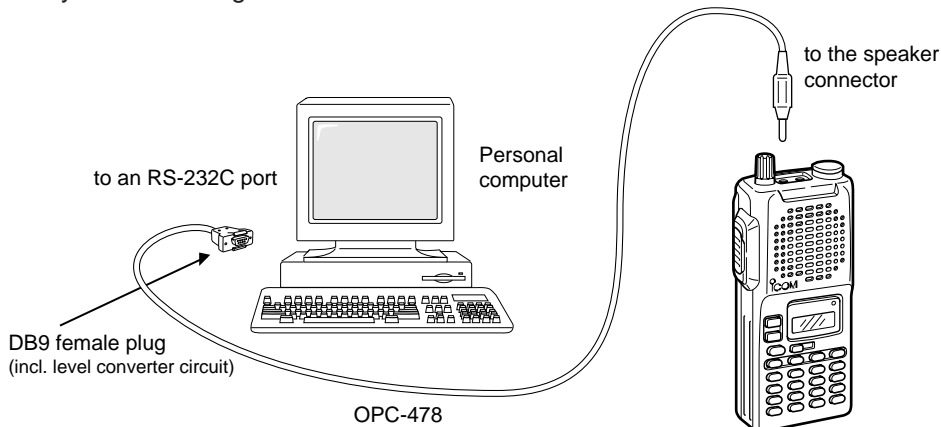 to the speaker
connector
Personal
computer
to an RS-232C port
iCOM
DB9 female plug
(incl. level converter circuit)
OPC-478